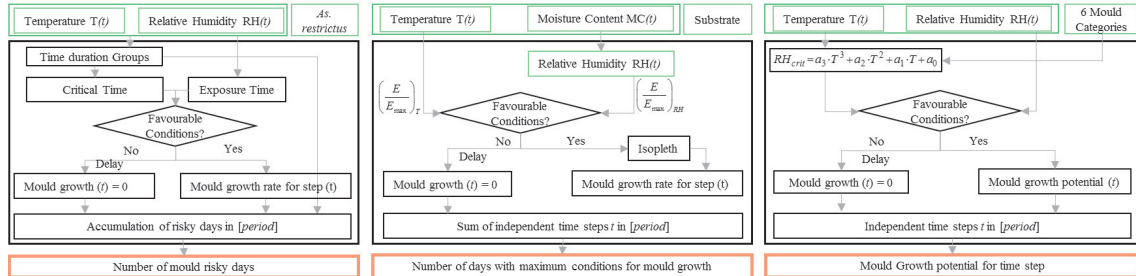 Temperature T(t)
Relative Humidity RH(t)
As.
restrictus
Time duration Groups
Critical Time
Exposure Time
Favourable
Conditions?
No
Yes
Delay
Mould growth (t) = 0
Mould growth rate for step (t)
Accumulation of risky days in [period]
Number of mould risky days
Temperature T(t)
Moisture Content MC(t)
Substrate
Relative Humidity RH(t)
(E/E_max)_T
(E/E_max)_RH
Favourable
Conditions?
No
Yes
Delay
Isopleth
Mould growth (t) = 0
Mould growth rate for step (t)
Sum of independent time steps t in [period]
Number of days with maximum conditions for mould growth
Temperature T(t)
Relative Humidity RH(t)
6 Mould
Categories
RH_crit=a₃·T³+a₂·T²+a₁·T+a₀
Favourable
Conditions?
No
Yes
Delay
Mould growth (t) = 0
Mould growth potential (t)
Independent time steps t in [period]
Mould Growth potential for time step